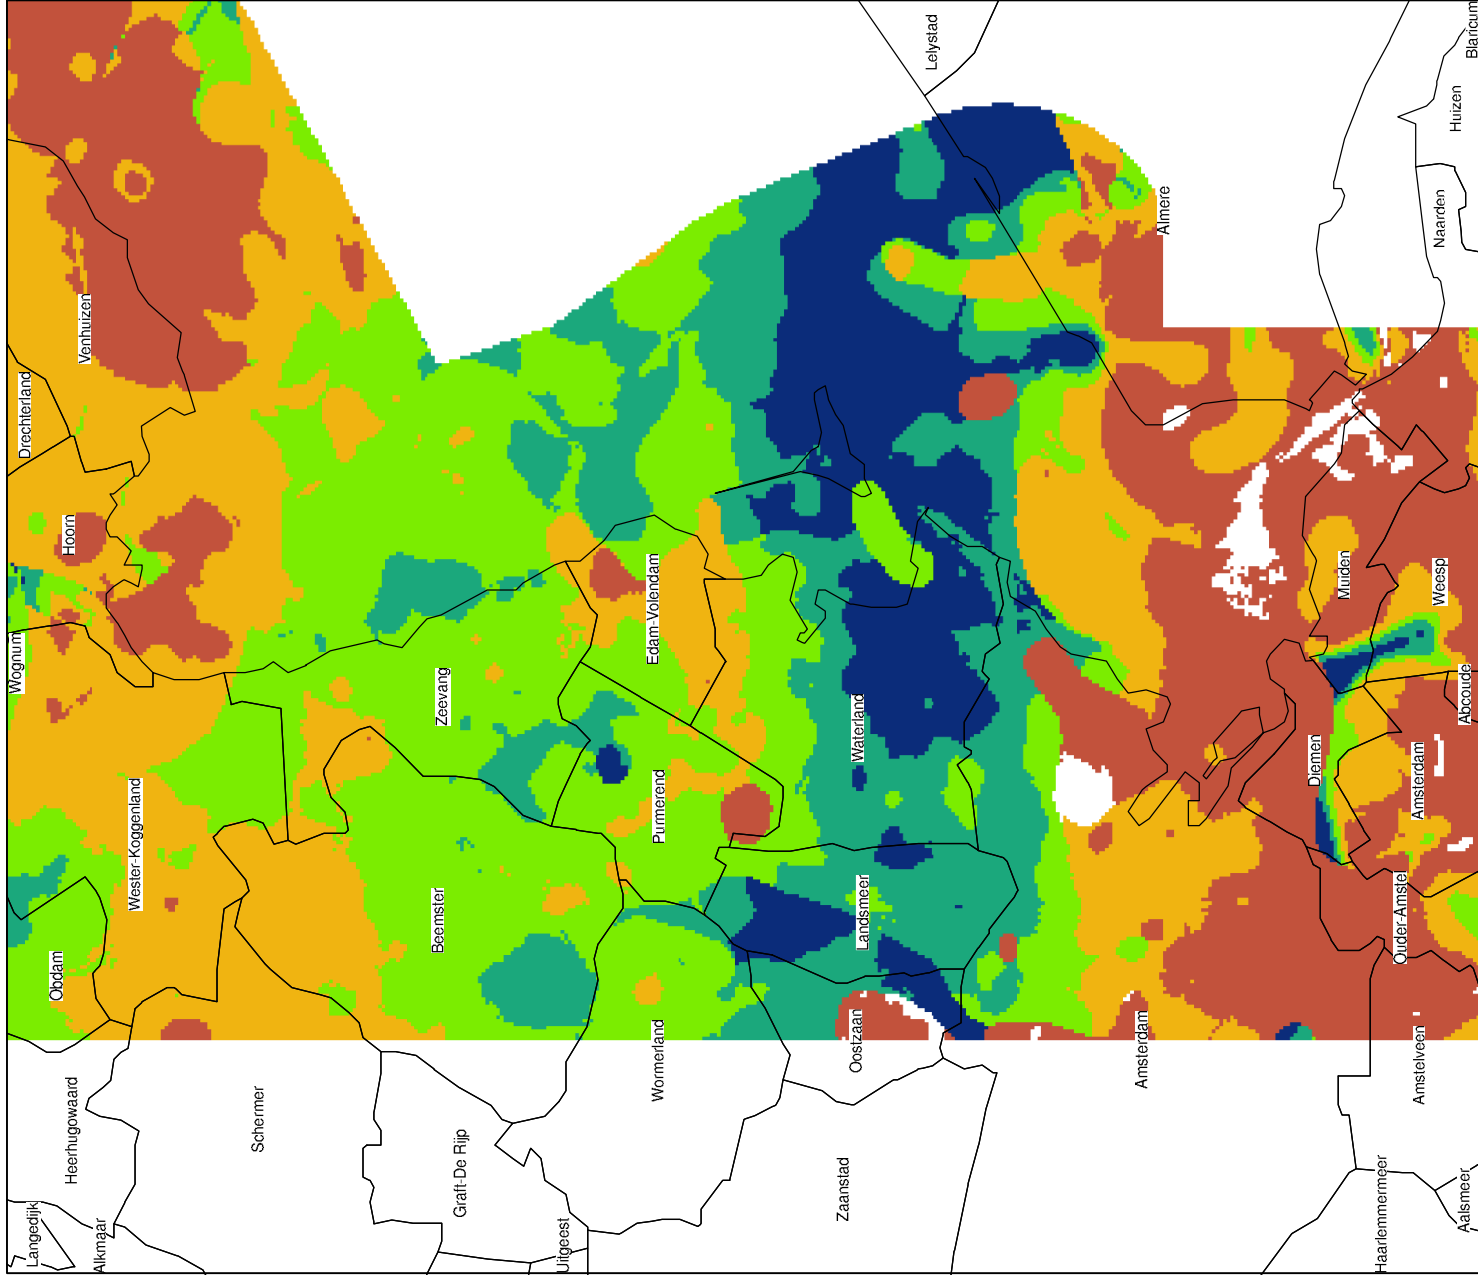 Langedijk
Alkmaar
Heerhugowaard
Schermer
Graft-De Rijp
Uitgeest
Wormerland
Zaanstad
Oostzaan
Amsterdam
Haarlemmermeer
Aalsmeer
Amstelveen
Obdam
Wester-Koggenland
Beemster
Purmerend
Landsmeer
Ouder-Amstel
Wognum
Zeevang
Waterland
Diemen
Amsterdam
Abcoude
Hoorn
Edam-Volendam
Muiden
Weesp
Drechterland
Venhuizen
Almere
Naarden
Huizen
Lelystad
Blaricum